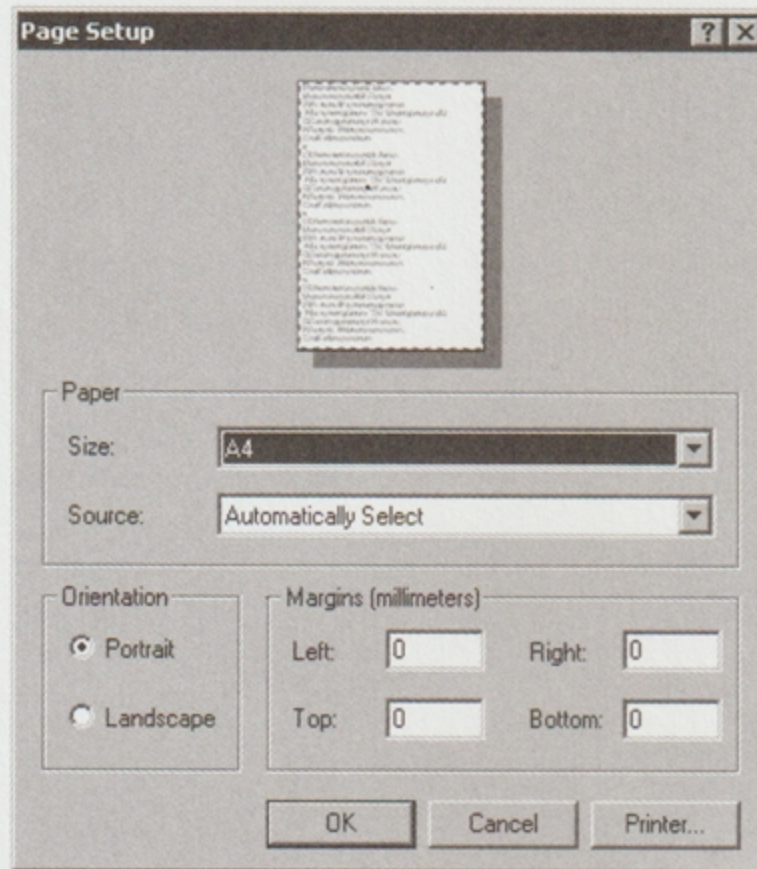 Page Setup
Paper
Size: A4
Source: Automatically Select
Orientation
Portrait
Landscape
Margins (millimeters)
Left: 0 Right: 0
Top: 0 Bottom: 0
OK Cancel Printer...